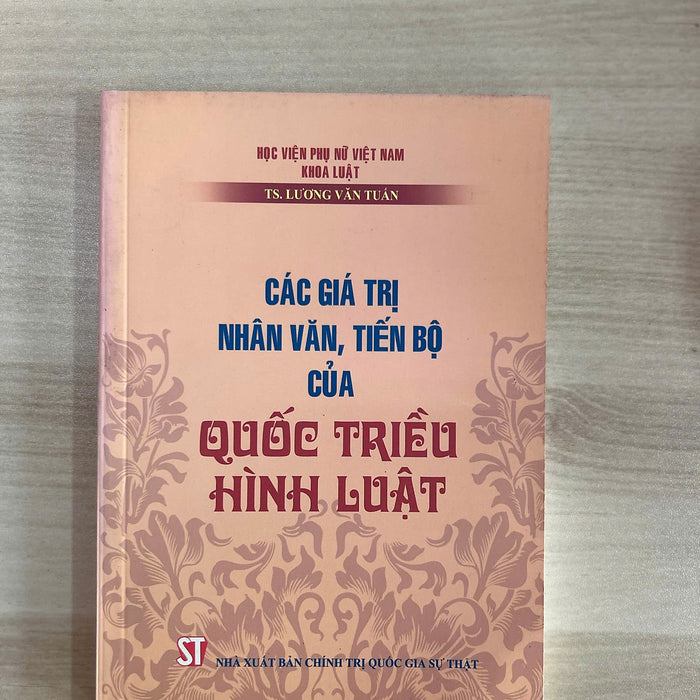 HỌC VIỆN PHỤ NỮ VIỆT NAM
KHOA LUẬT
TS. LƯƠNG VĂN TUẤN
CÁC GIÁ TRỊ
NHÂN VĂN, TIẾN BỘ
CỦA
QUỐC TRIỀU
HÌNH LUẬT
ST
NHÀ XUẤT BẢN CHÍNH TRỊ QUỐC GIA SỰ THẬT